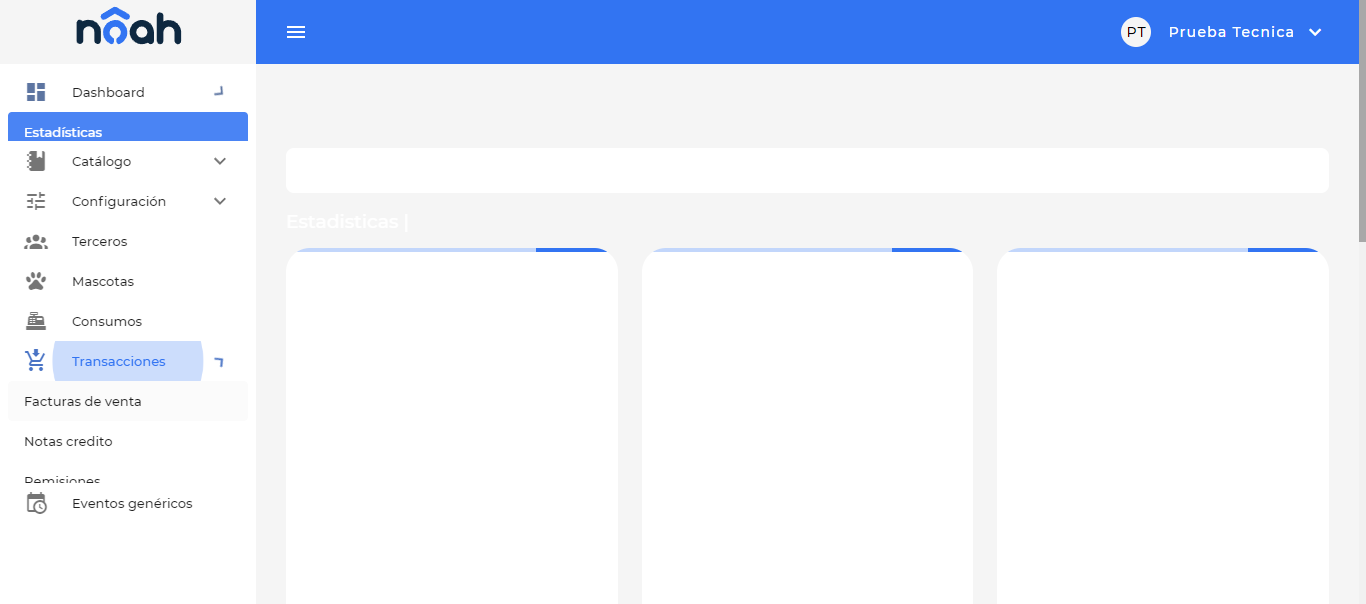 nôah
PT Prueba Tecnica
Dashboard
Estadísticas
Catálogo
Configuración
Terceros
Mascotas
Consumos
Transacciones
Facturas de venta
Notas credito
Remisiones
Eventos genéricos
Estadisticas |